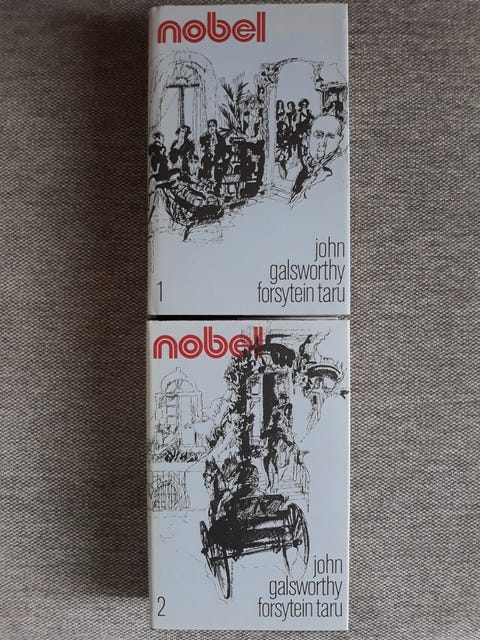 nobel
john
galsworthy
1 forsytein taru
nobel
john
galsworthy
2 forsytein taru